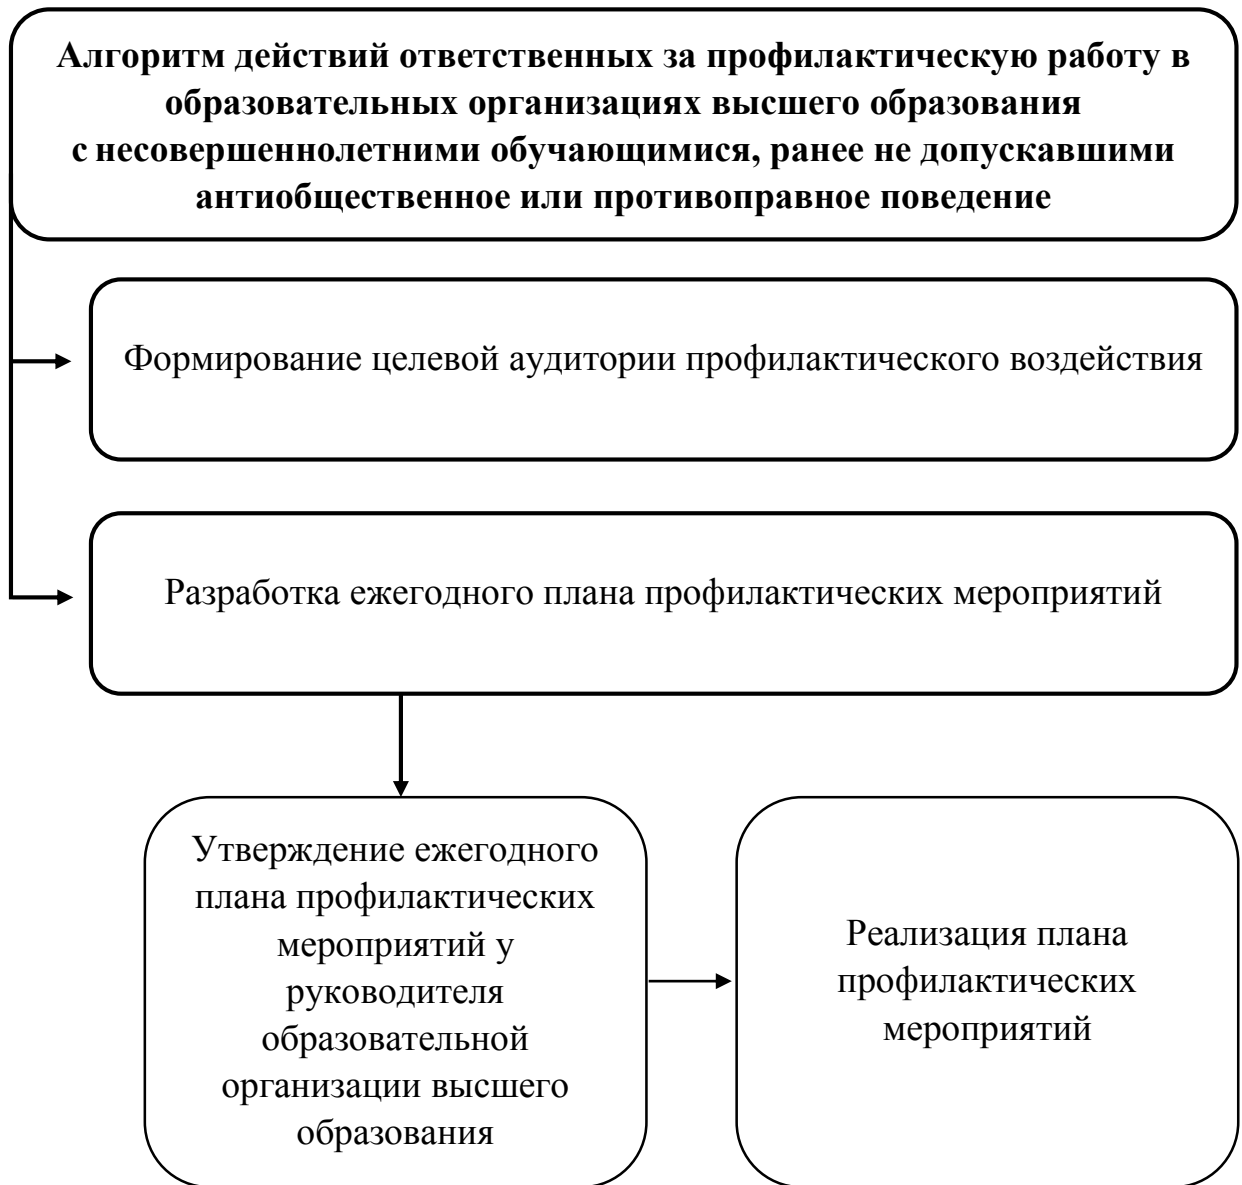 Алгоритм действий ответственных за профилактическую работу в
образовательных организациях высшего образования
с несовершеннолетними обучающимися, ранее не допускавшими
антиобщественное или противоправное поведение
Формирование целевой аудитории профилактического воздействия
Разработка ежегодного плана профилактических мероприятий
Утверждение ежегодного
плана профилактических
мероприятий у
руководителя
образовательной
организации высшего
образования
Реализация плана
профилактических
мероприятий